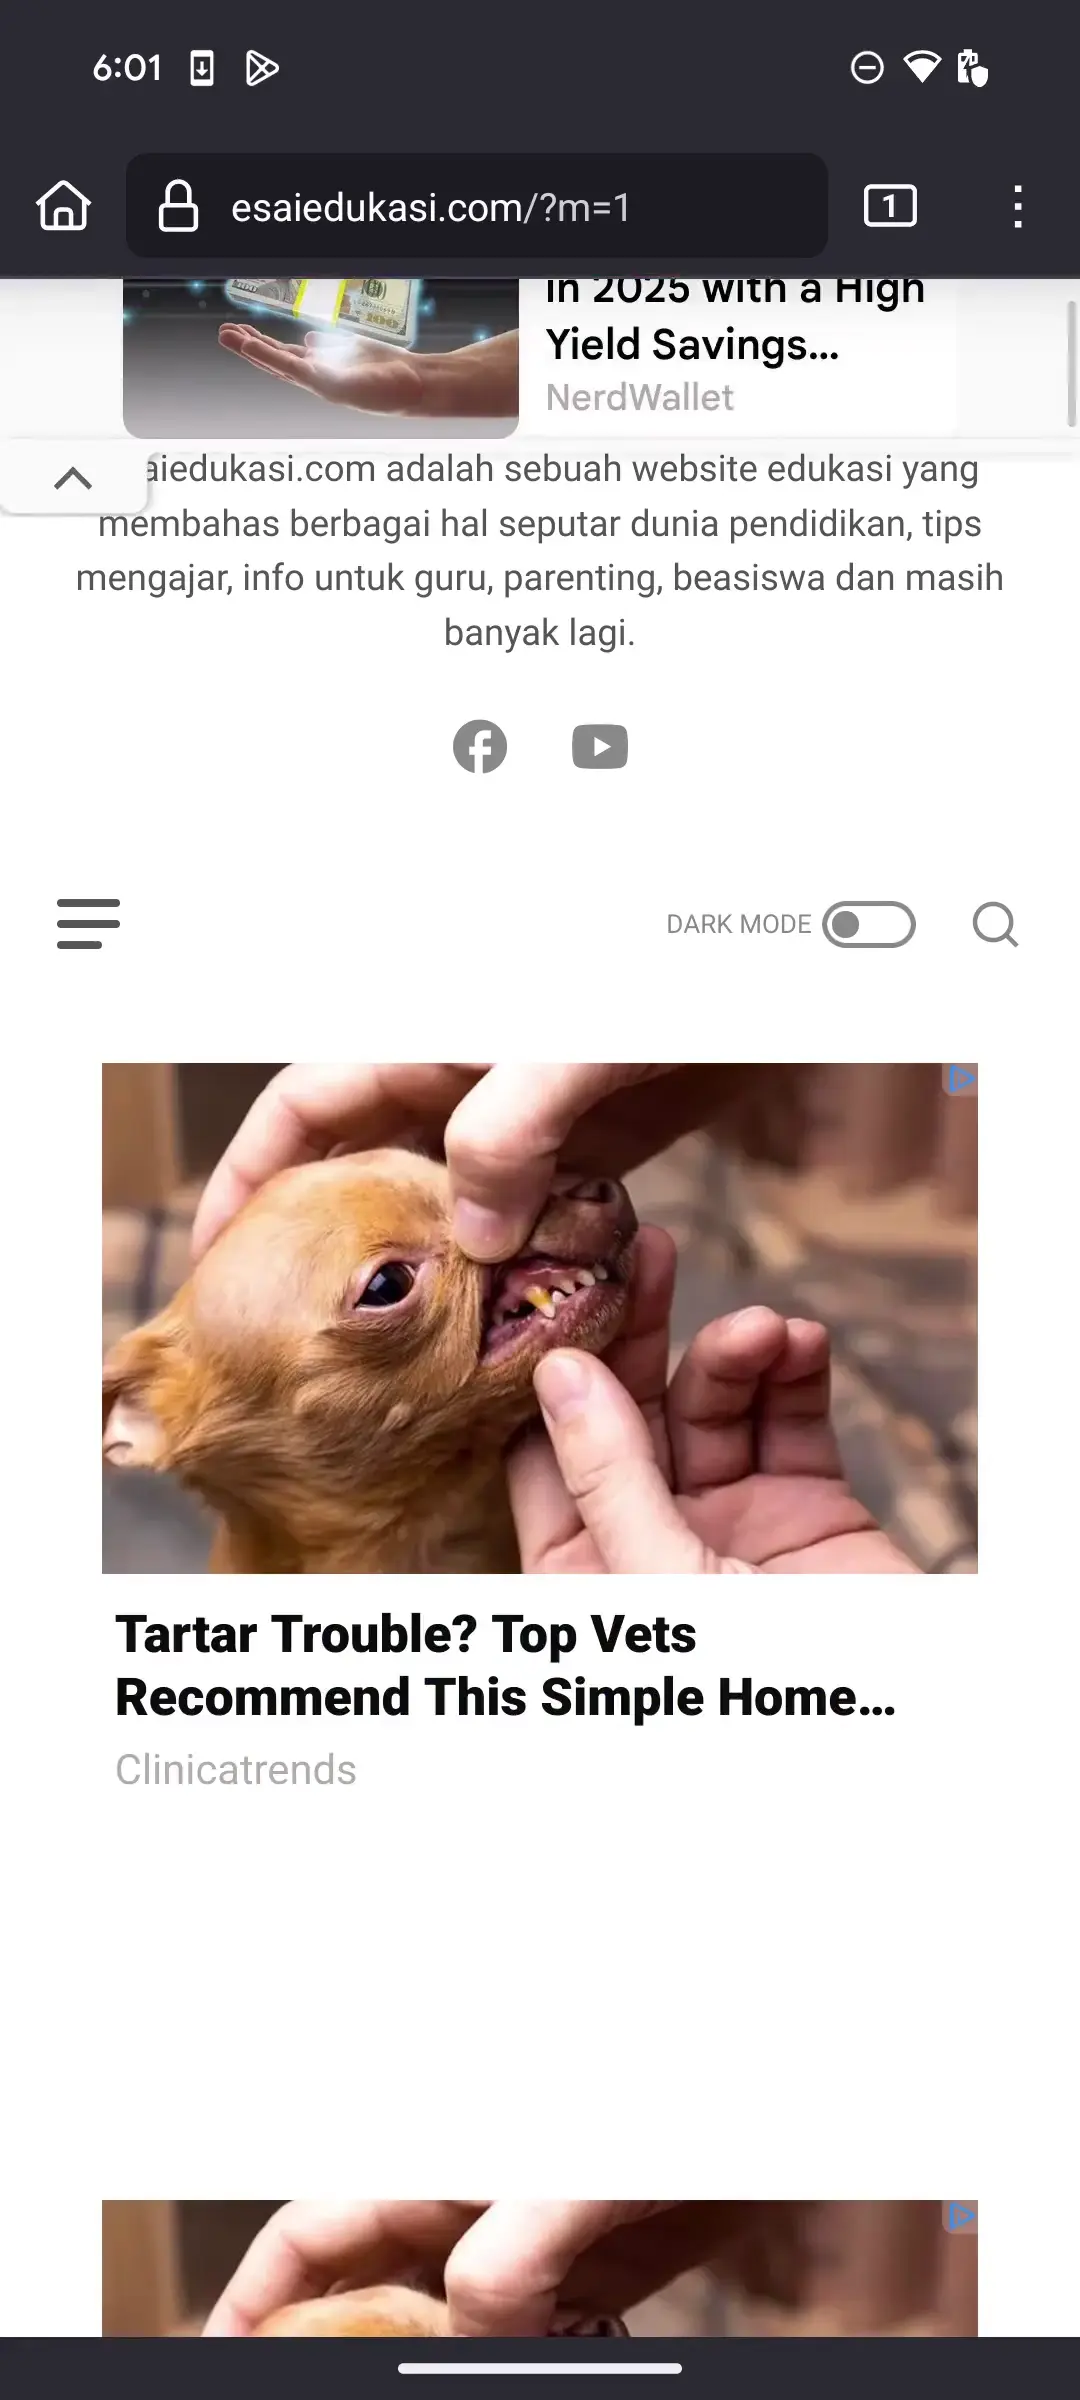 6:01
esaiedukasi.com/?m=1
1
in 2025 with a High
Yield Savings...
NerdWallet
aiedukasi.com adalah sebuah website edukasi yang
membahas berbagai hal seputar dunia pendidikan, tips
mengajar, info untuk guru, parenting, beasiswa dan masih
banyak lagi.
DARK MODE
Tartar Trouble? Top Vets
Recommend This Simple Home...
Clinicatrends